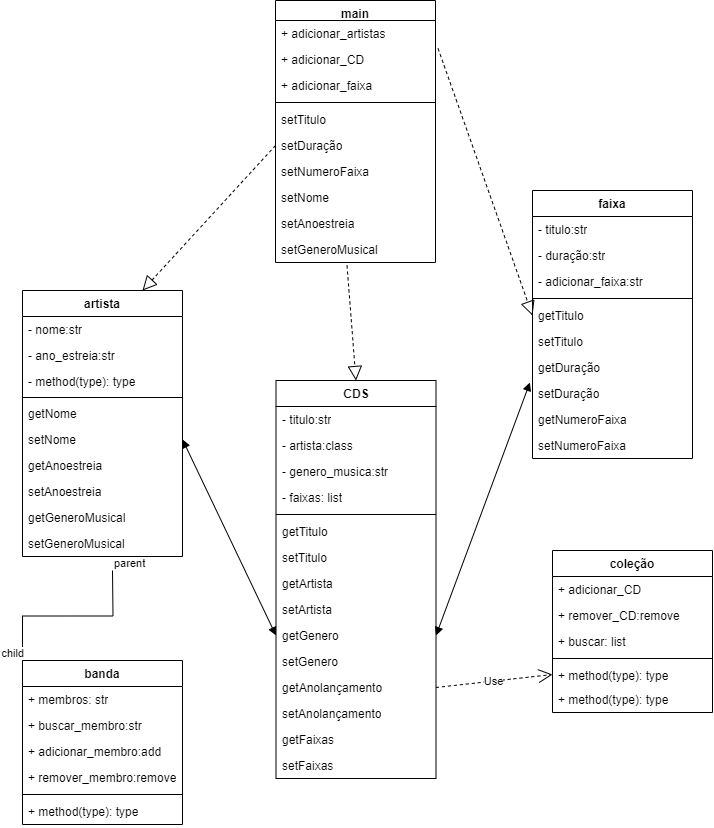 main
+ adicionar_artistas
+ adicionar_CD
+ adicionar_faixa
setTitulo
setDuração
setNumeroFaixa
setNome
setAnoestreia
setGeneroMusical
faixa
- titulo:str
- duração:str
- adicionar_faixa:str
getTitulo
setTitulo
getDuração
setDuração
getNumeroFaixa
setNumeroFaixa
artista
- nome:str
- ano_estreia:str
- method(type): type
getNome
setNome
getAnoestreia
setAnoestreia
getGeneroMusical
setGeneroMusical
parent
child
CDS
- titulo:str
- artista:class
- genero_musica:str
- faixas: list
getTitulo
setTitulo
getArtista
setArtista
getGenero
setGenero
getAnolançamento
setAnolançamento
getFaixas
setFaixas
Use
coleção
+ adicionar_CD
+ remover_CD:remove
+ buscar: list
+ method(type): type
+ method(type): type
banda
+ membros: str
+ buscar_membro:str
+ adicionar_membro:add
+ remover_membro:remove
+ method(type): type